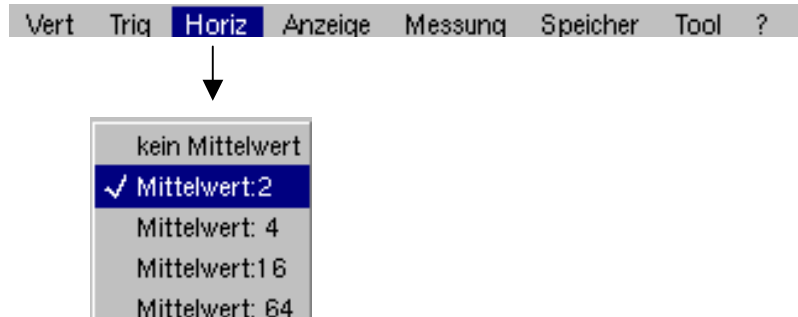 Vert Trig Horiz Anzeige Messung Speicher Tool ?
kein Mittelwert
✓ Mittelwert:2
Mittelwert: 4
Mittelwert:16
Mittelwert: 64